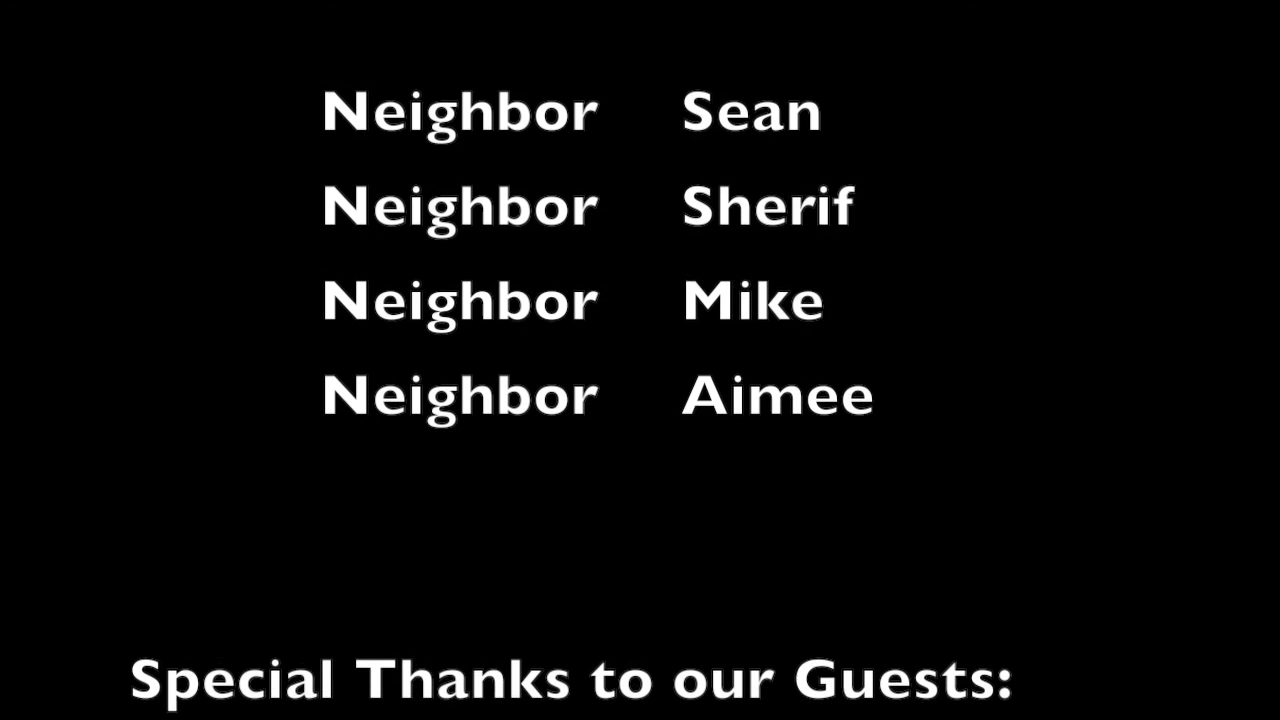 Neighbor Sean
Neighbor Sherif
Neighbor Mike
Neighbor Aimee
Special Thanks to our Guests: